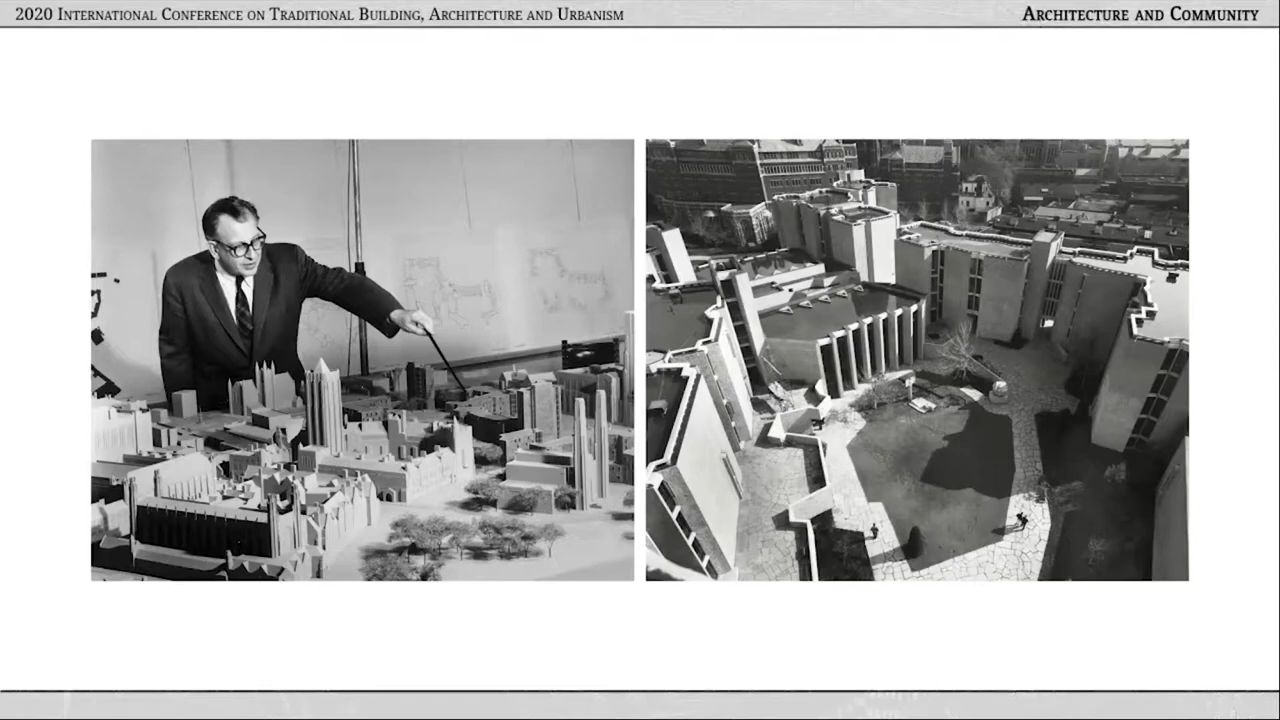 2020 International Conference on Traditional Building, Architecture and Urbanism
Architecture and Community